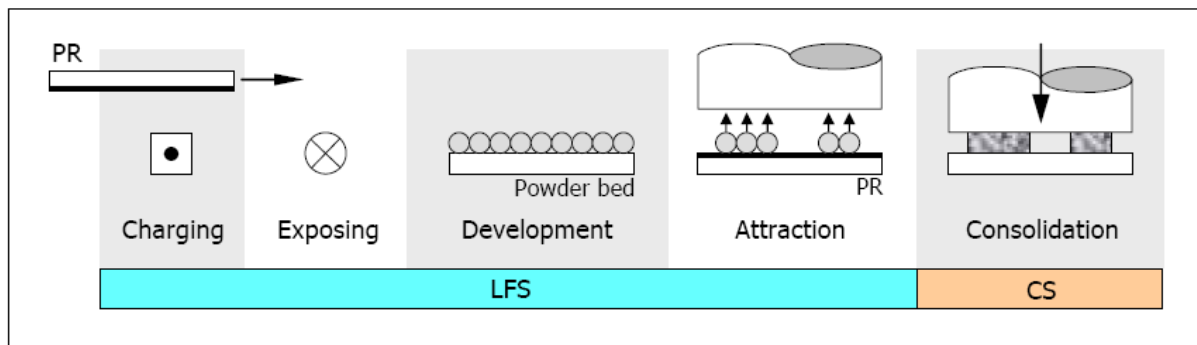 PR
Powder bed
PR
Charging Exposing Development Attraction Consolidation
LFS CS